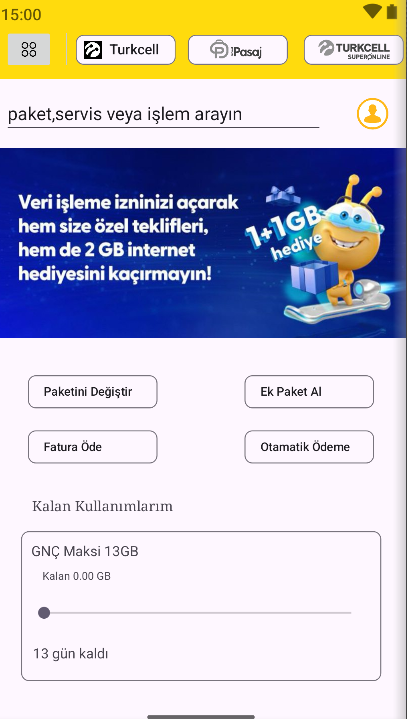 15:00
Turkcell
Pasaj
TURKCELL
SUPERONLINE
paket,servis veya işlem arayın
Veri işleme izninizi açarak
hem size özel teklifleri,
hem de 2 GB internet
hediyesini kaçırmayın!
1+1GB
hediye
Paketini Değiştir
Ek Paket Al
Fatura Öde
Otamatik Ödeme
Kalan Kullanımlarım
GNÇ Maksi 13GB
Kalan 0.00 GB
13 gün kaldı